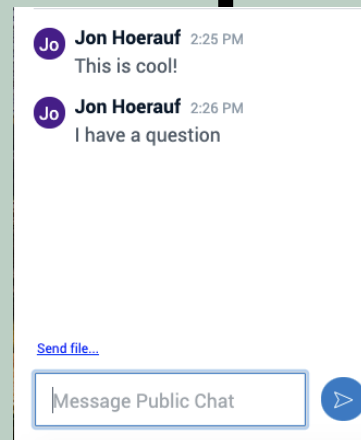 Jo Jon Hoerauf 2:25 PM
This is cool!
Jo Jon Hoerauf 2:26 PM
I have a question
Send file...
Message Public Chat